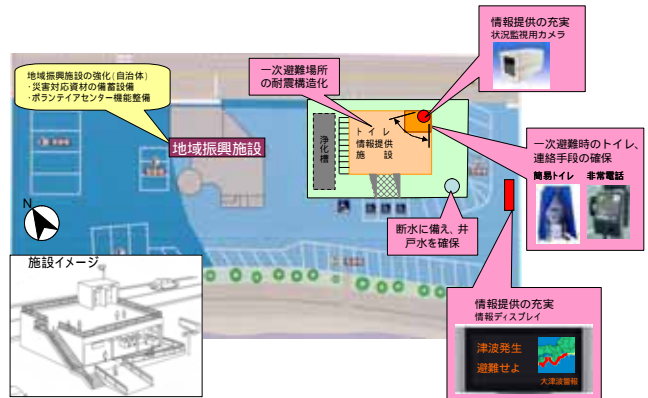 情報提供の充実
状況監視用カメラ
地域振興施設の強化(自治体)
・災害対応資材の備蓄設備
・ボランテイアセンター機能整備
一次避難場所
の耐震構造化
地域振興施設
浄化槽
トイレ
情報提供
施設
一次避難時のトイレ、
連絡手段の確保
簡易トイレ 非常電話
N
断水に備え、井
戸水を確保
施設イメージ
情報提供の充実
情報ディスプレイ
津波発生
避難せよ
大津波警報